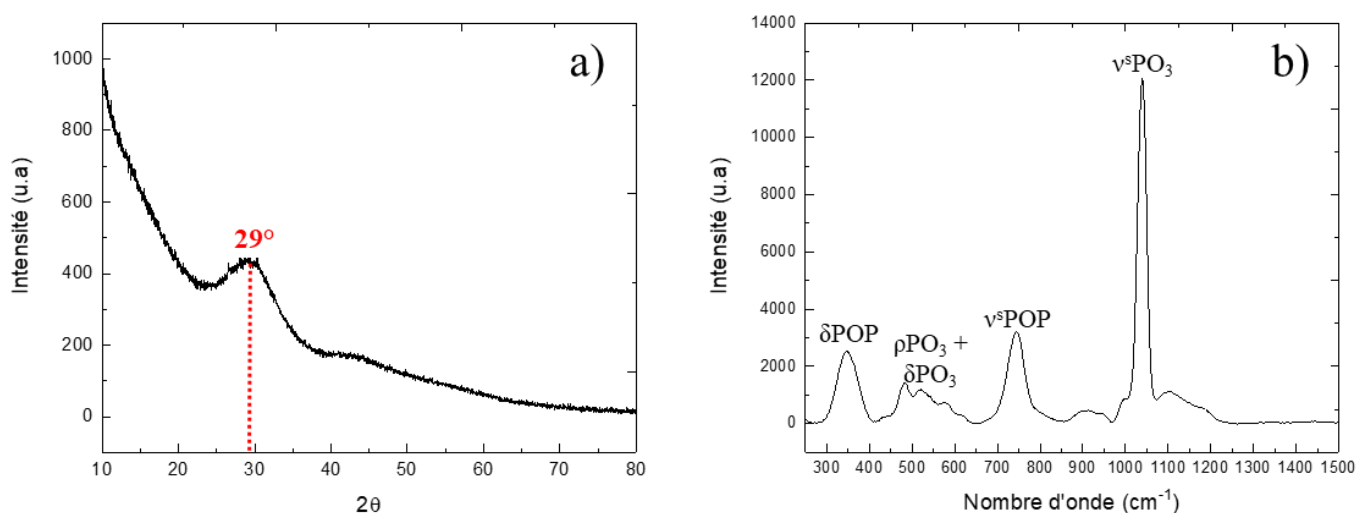 a)
1000
800
600
400
200
0
Intensité (u.a)
29°
10 20 30 40 50 60 70 80
2θ
b)
14000
12000
10000
8000
6000
4000
2000
0
Intensité (u.a)
νˢPO₃
νˢPOP
δPOP
ρPO₃ +
δPO₃
300 400 500 600 700 800 900 1000 1100 1200 1300 1400 1500
Nombre d'onde (cm⁻¹)